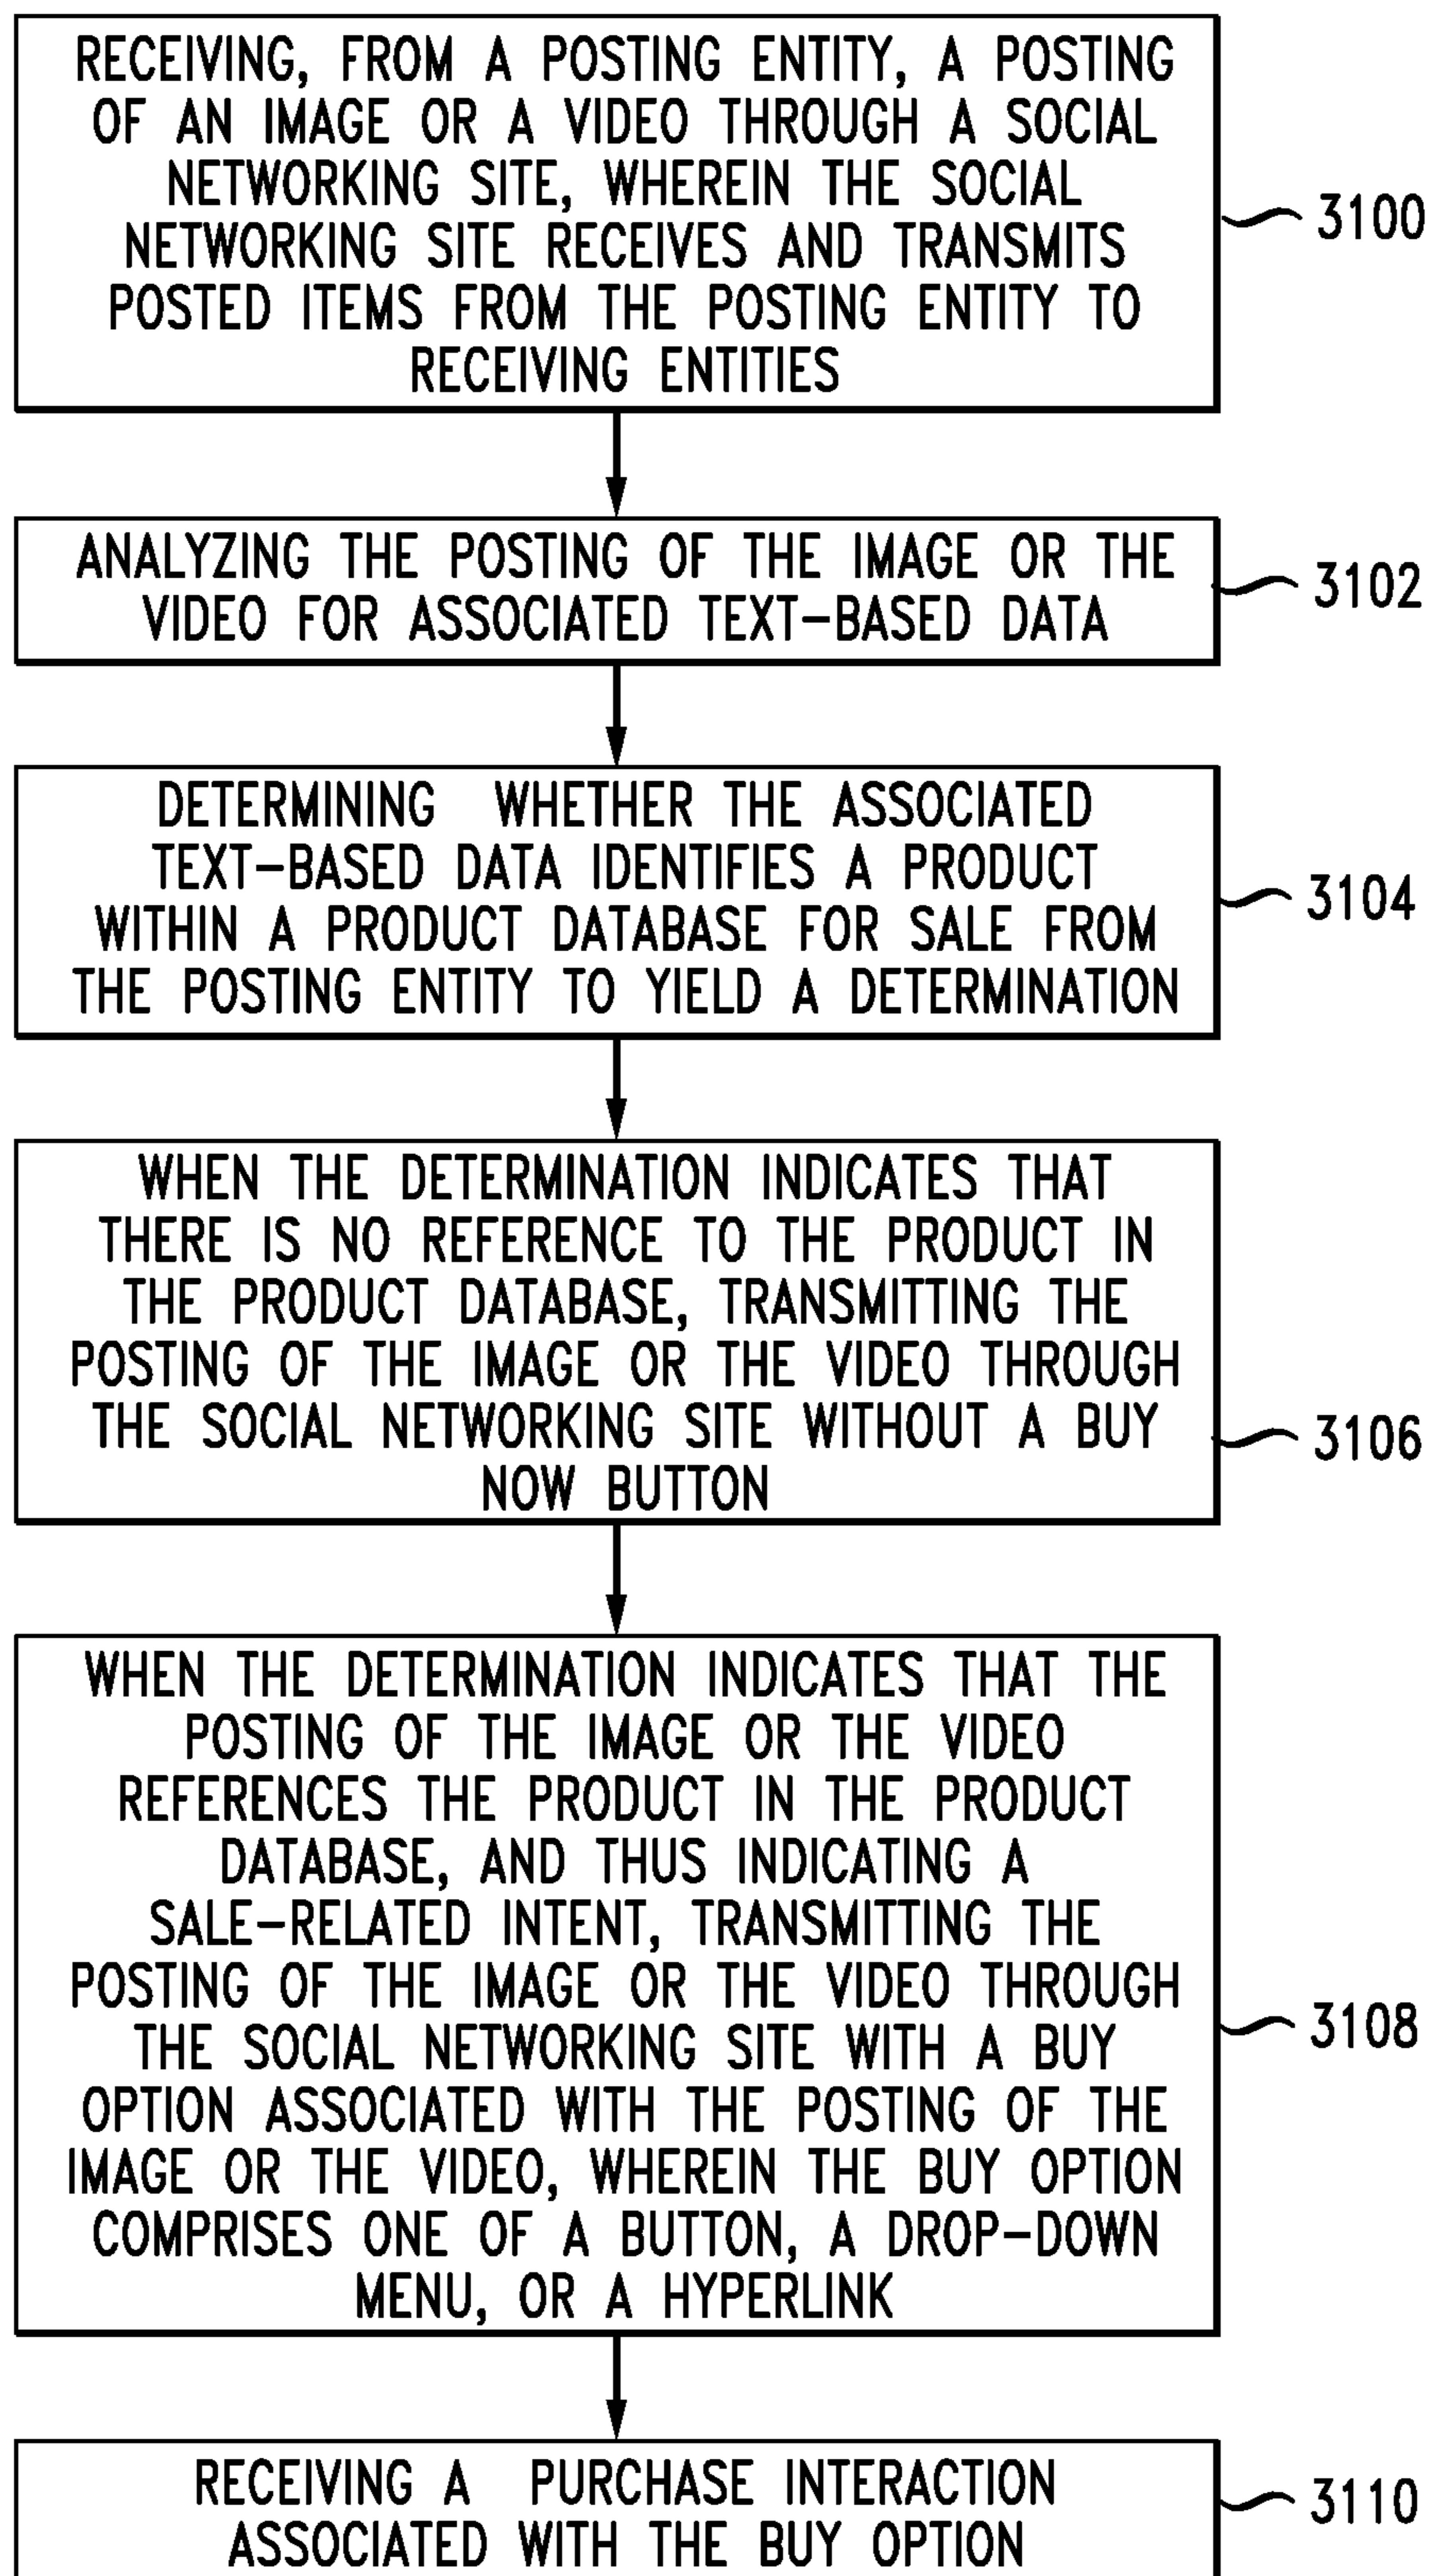 RECEIVING, FROM A POSTING ENTITY, A POSTING
OF AN IMAGE OR A VIDEO THROUGH A SOCIAL
NETWORKING SITE, WHEREIN THE SOCIAL
NETWORKING SITE RECEIVES AND TRANSMITS
POSTED ITEMS FROM THE POSTING ENTITY TO
RECEIVING ENTITIES
3100
ANALYZING THE POSTING OF THE IMAGE OR THE
VIDEO FOR ASSOCIATED TEXT-BASED DATA
3102
DETERMINING WHETHER THE ASSOCIATED
TEXT-BASED DATA IDENTIFIES A PRODUCT
WITHIN A PRODUCT DATABASE FOR SALE FROM
THE POSTING ENTITY TO YIELD A DETERMINATION
3104
WHEN THE DETERMINATION INDICATES THAT
THERE IS NO REFERENCE TO THE PRODUCT IN
THE PRODUCT DATABASE, TRANSMITTING THE
POSTING OF THE IMAGE OR THE VIDEO THROUGH
THE SOCIAL NETWORKING SITE WITHOUT A BUY
NOW BUTTON
3106
WHEN THE DETERMINATION INDICATES THAT THE
POSTING OF THE IMAGE OR THE VIDEO
REFERENCES THE PRODUCT IN THE PRODUCT
DATABASE, AND THUS INDICATING A
SALE-RELATED INTENT, TRANSMITTING THE
POSTING OF THE IMAGE OR THE VIDEO THROUGH
THE SOCIAL NETWORKING SITE WITH A BUY
OPTION ASSOCIATED WITH THE POSTING OF THE
IMAGE OR THE VIDEO, WHEREIN THE BUY OPTION
COMPRISES ONE OF A BUTTON, A DROP-DOWN
MENU, OR A HYPERLINK
3108
RECEIVING A PURCHASE INTERACTION
ASSOCIATED WITH THE BUY OPTION
3110